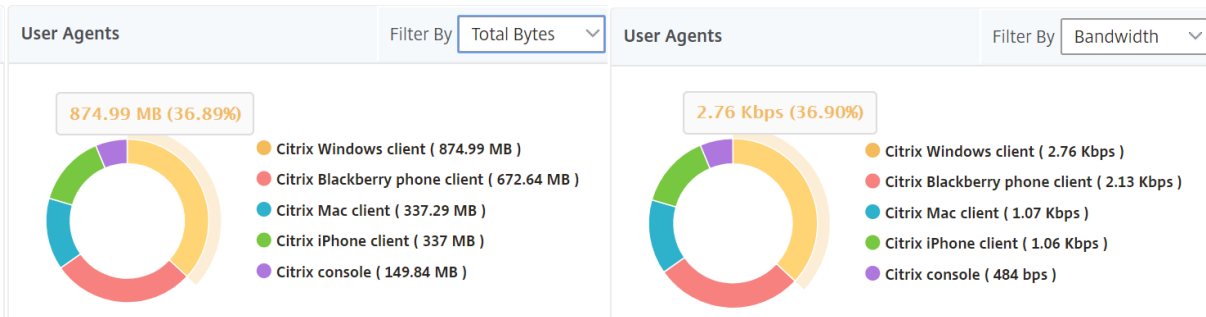 User Agents
Filter By Total Bytes
874.99 MB (36.89%)
Citrix Windows client ( 874.99 MB )
Citrix Blackberry phone client ( 672.64 MB )
Citrix Mac client ( 337.29 MB )
Citrix iPhone client ( 337 MB )
Citrix console ( 149.84 MB )
User Agents
Filter By Bandwidth
2.76 Kbps (36.90%)
Citrix Windows client ( 2.76 Kbps )
Citrix Blackberry phone client ( 2.13 Kbps )
Citrix Mac client ( 1.07 Kbps )
Citrix iPhone client ( 1.06 Kbps )
Citrix console ( 484 bps )